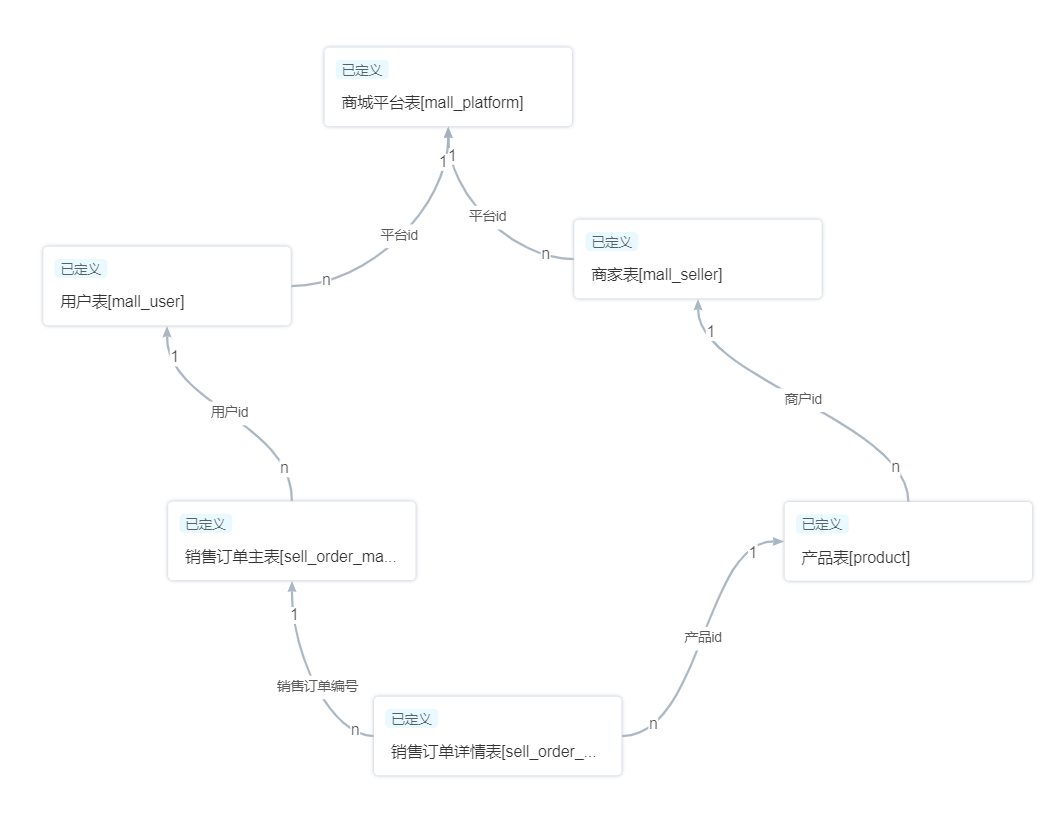 已定义
商城平台表[mall_platform]
1
1
平台id
平台id
n
n
已定义
商家表[mall_seller]
已定义
用户表[mall_user]
1
1
用户id
商户id
n
n
已定义
销售订单主表[sell_order_ma...
已定义
产品表[product]
1
1
产品id
销售订单编号
n
n
已定义
销售订单详情表[sell_order_...